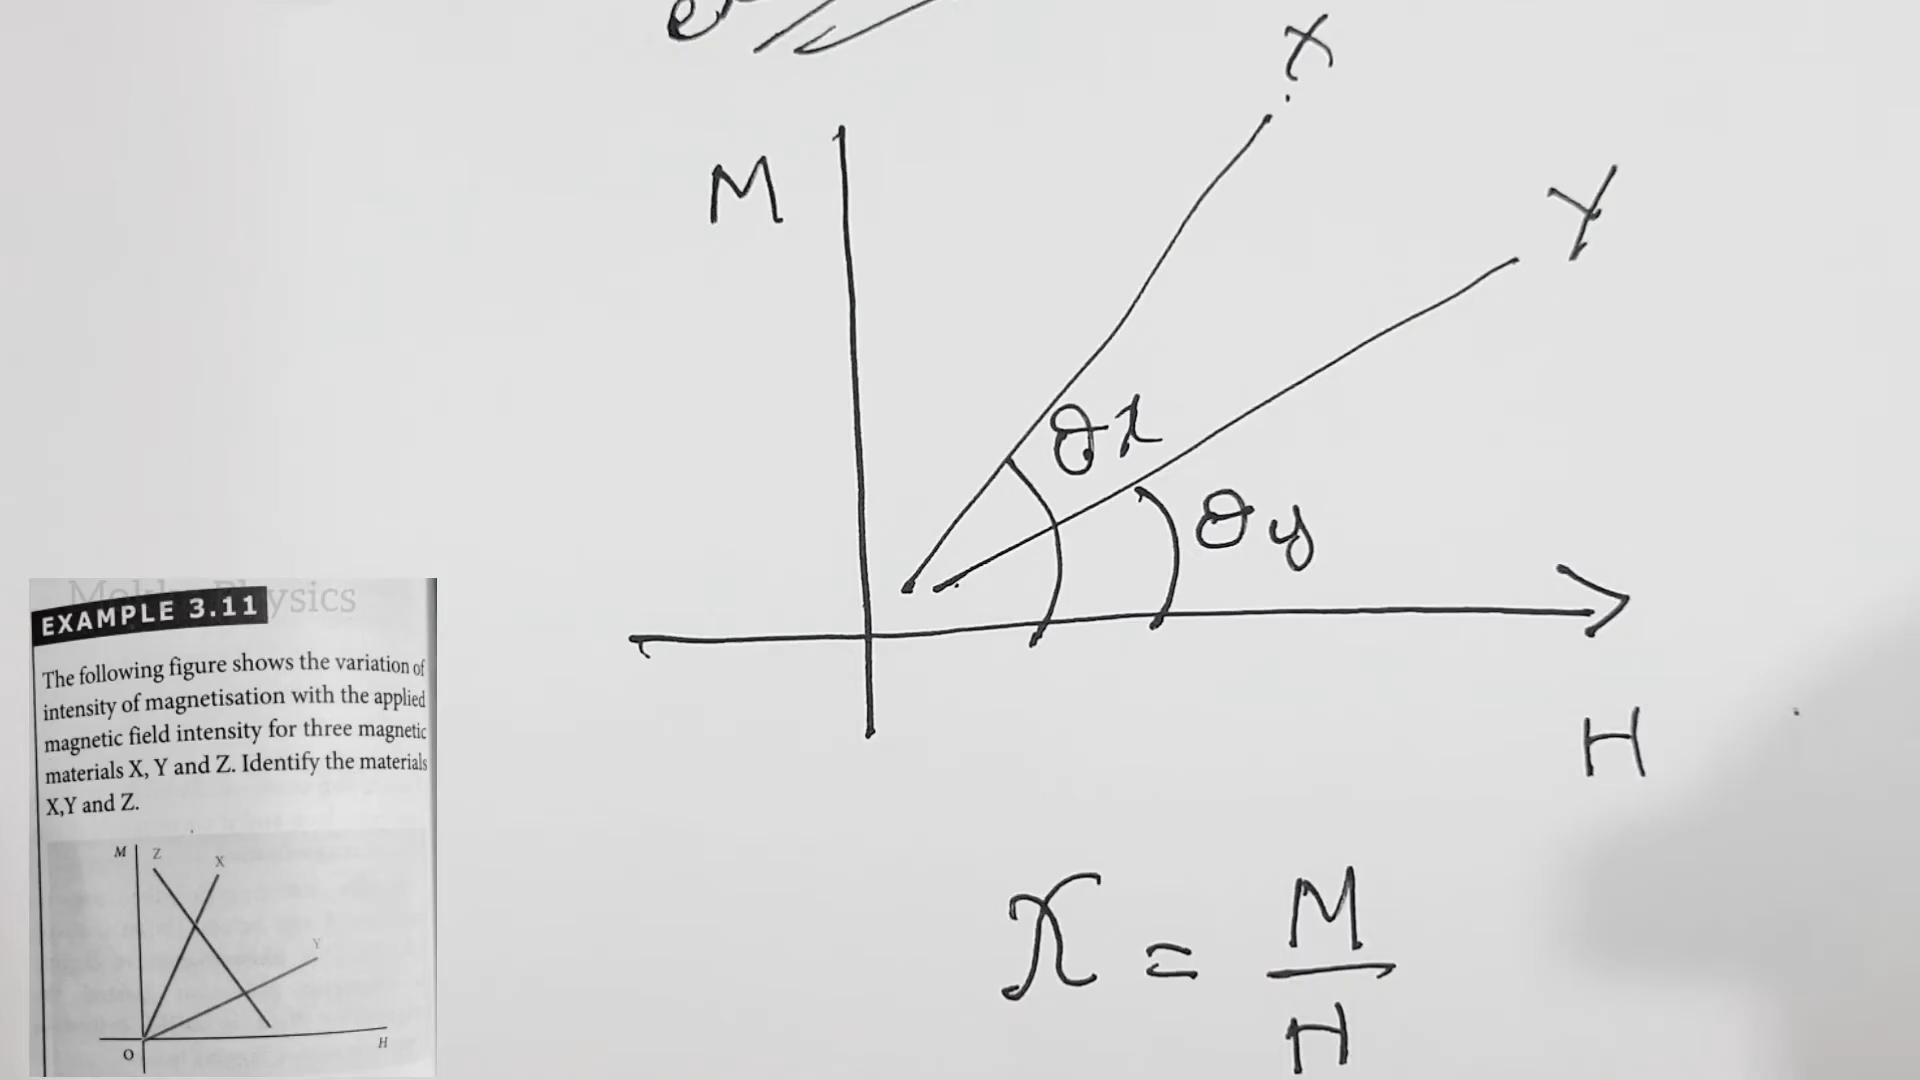 X
M
Y
θx
θy
H
χ = M
H
Physics
EXAMPLE 3.11
The following figure shows the variation of
intensity of magnetisation with the applied
magnetic field intensity for three magnetic
materials X, Y and Z. Identify the materials
X,Y and Z.
M Z X
Y
H
O